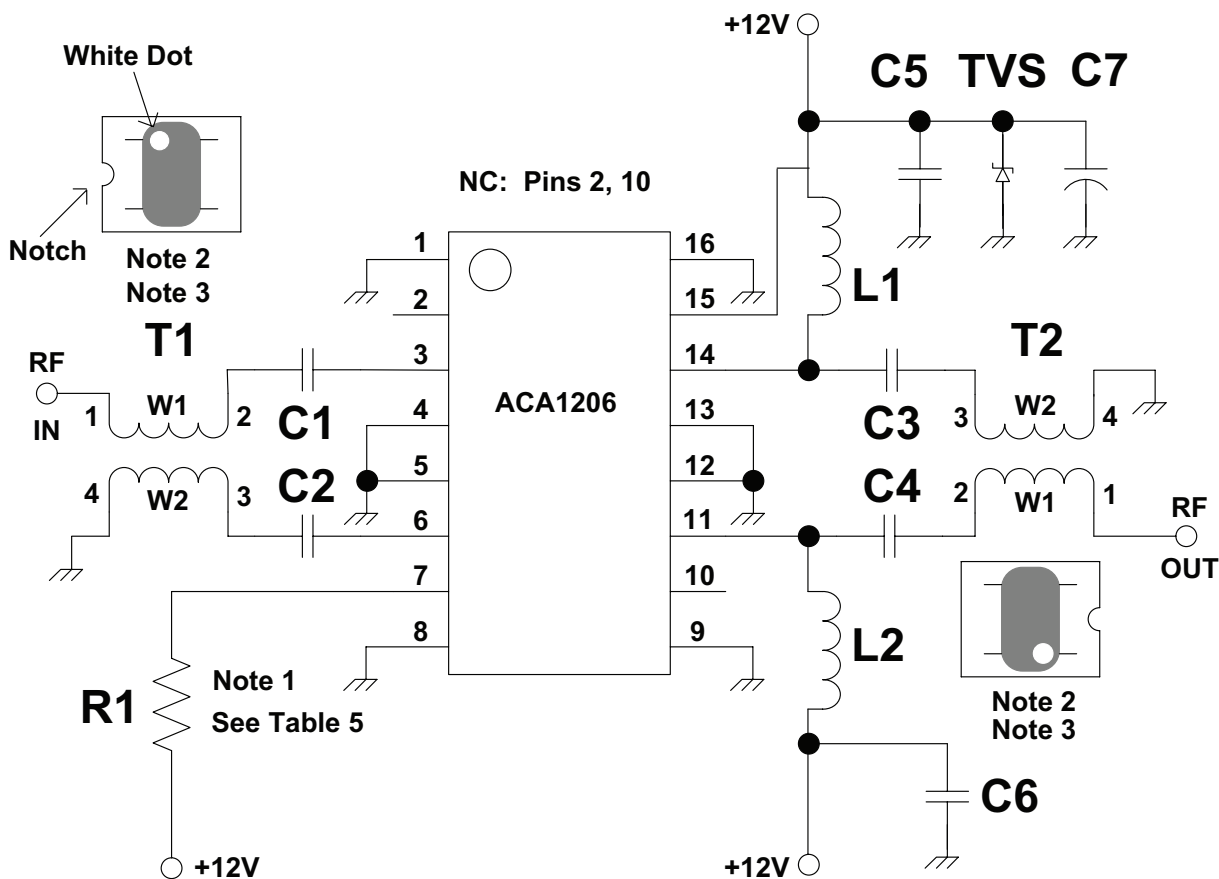 +12V
White Dot
C5 TVS C7
NC: Pins 2, 10
Notch
Note 2
Note 3
1
16
2
15
L1
T1
3
14
T2
RF
IN
1
W1
2
C1
4
ACA1206
13
C3
3
W2
4
4
W2
3
C2
5
12
C4
2
W1
1
RF
OUT
6
11
7
10
8
9
L2
R1
Note 1
See Table 5
Note 2
Note 3
C6
+12V
+12V